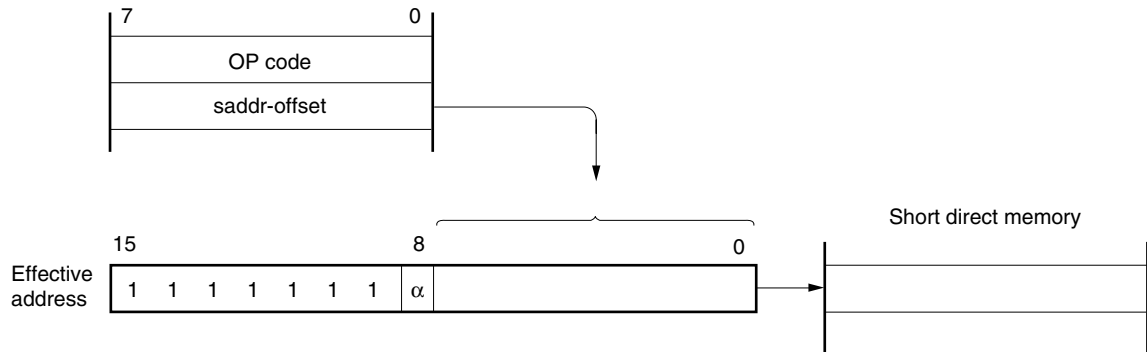 7 0
OP code
saddr-offset
Short direct memory
15 8 0
Effective
address
1 1 1 1 1 1 1 α